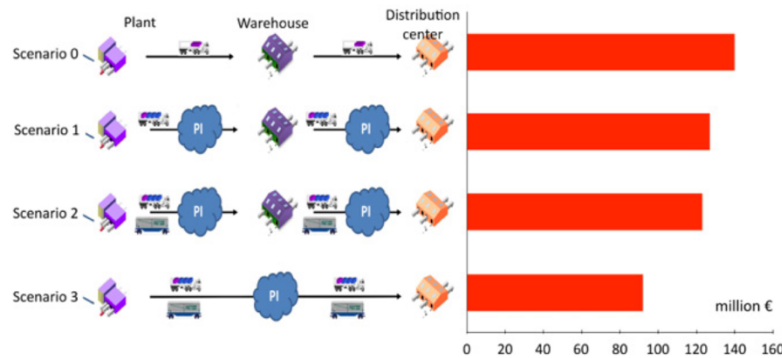 Plant
Warehouse
Distribution
center
Scenario 0
Scenario 1
PI
PI
Scenario 2
PI
PI
Scenario 3
PI
million €
0 20 40 60 80 100 120 140 160